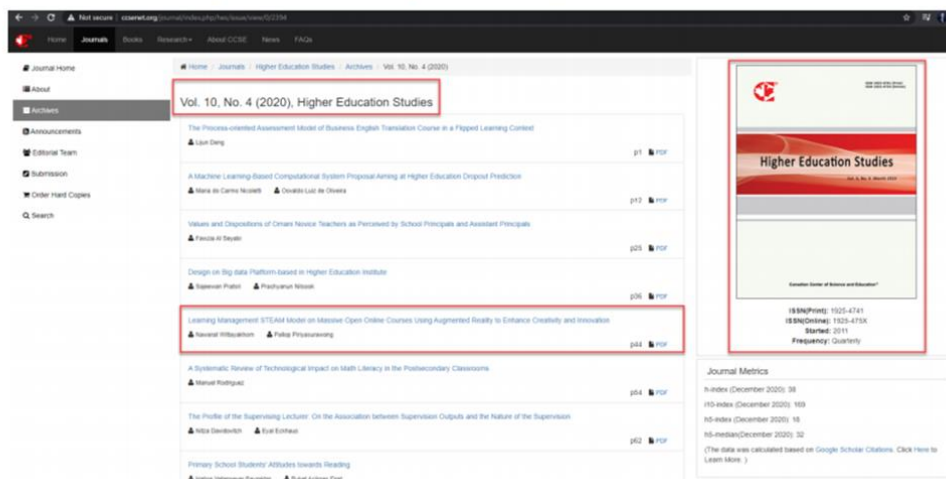 Not secure | ccsenet.org/journal/index.php/hes/issue/view/0/2394
Home Journals Books Research About CCSE News FAQs
Journal Home
About
Archives
Announcements
Editorial Team
Submission
Order Hard Copies
Search
Home / Journals / Higher Education Studies / Archives / Vol. 10, No. 4 (2020)
Vol. 10, No. 4 (2020), Higher Education Studies
The Process-oriented Assessment Model of Business English Translation Course in a Flipped Learning Context
Lijun Deng
p1 PDF
A Machine Learning-Based Computational System Proposal Aiming at Higher Education Dropout Prediction
Maria do Carmo Nicoletti Osvaldo Luiz de Oliveira
p12 PDF
Values and Dispositions of Omani Novice Teachers as Perceived by School Principals and Assistant Principals
Fawzia Al Seyabi
p25 PDF
Design on Big data Platform-based in Higher Education Institute
Prachyanun Nilsook
p36 PDF
Learning Management STEAM Model on Massive Open Online Courses Using Augmented Reality to Enhance Creativity and Innovation
Nawarat Wittayakhom Pallop Piriyasurawong
p44 PDF
A Systematic Review of Technological Impact on Math Literacy in the Postsecondary Classrooms
Manuel Rodriguez
p54 PDF
The Profile of the Supervising Lecturer: On the Association between Supervision Outputs and the Nature of the Supervision
Nitza Davidovitch Eyal Eckhaus
p62 PDF
Primary School Students' Attitudes towards Reading
Higher Education Studies
Canadian Center of Science and Education
ISSN(Print): 1925-4741
ISSN(Online): 1925-475X
Started: 2011
Frequency: Quarterly
Journal Metrics
h-index (December 2020): 38
i10-index (December 2020): 169
h5-index (December 2020): 16
h5-median(December 2020): 32
(The data was calculated based on Google Scholar Citations. Click Here to
Learn More. )